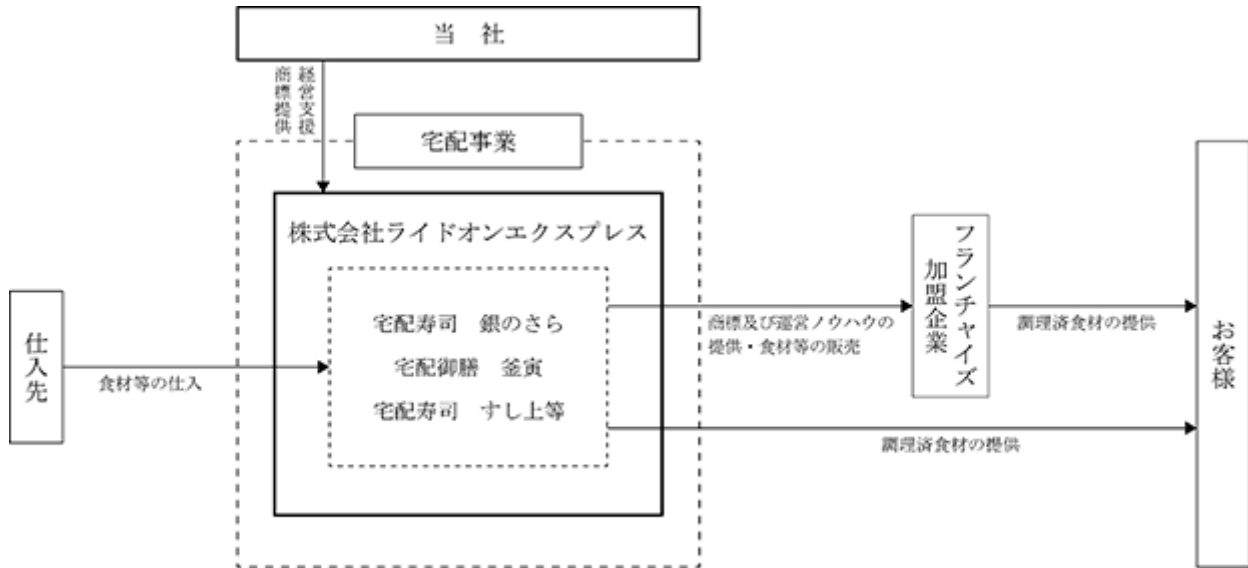 当　社
経営支援
商標提供
宅配事業
株式会社ライドオンエクスプレス
宅配寿司　銀のさら
宅配御膳　釜寅
宅配寿司　すし上等
仕入先
食材等の仕入
商標及び運営ノウハウの
提供・食材等の販売
フランチャイズ
加盟企業
調理済食材の提供
調理済食材の提供
お客様